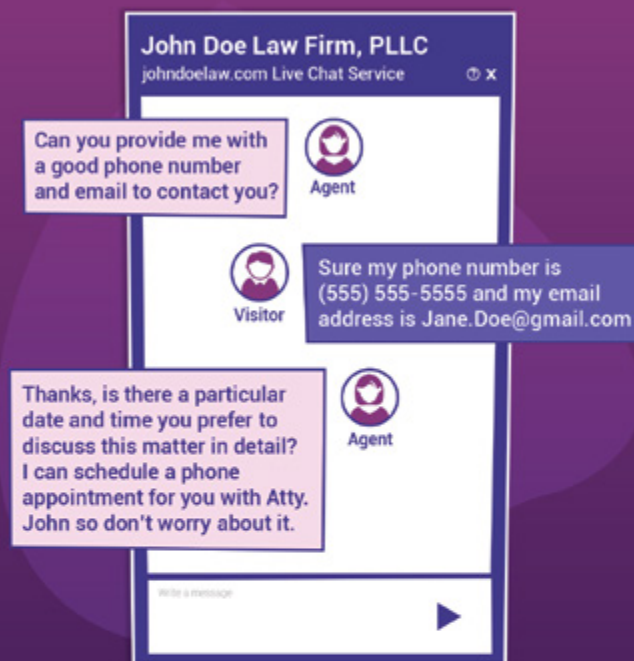 John Doe Law Firm, PLLC
johndoelaw.com Live Chat Service
? x
Can you provide me with
a good phone number
and email to contact you?
Agent
Sure my phone number is
(555) 555-5555 and my email
address is Jane.Doe@gmail.com
Visitor
Thanks, is there a particular
date and time you prefer to
discuss this matter in detail?
I can schedule a phone
appointment for you with Atty.
John so don't worry about it.
Agent
Write a message